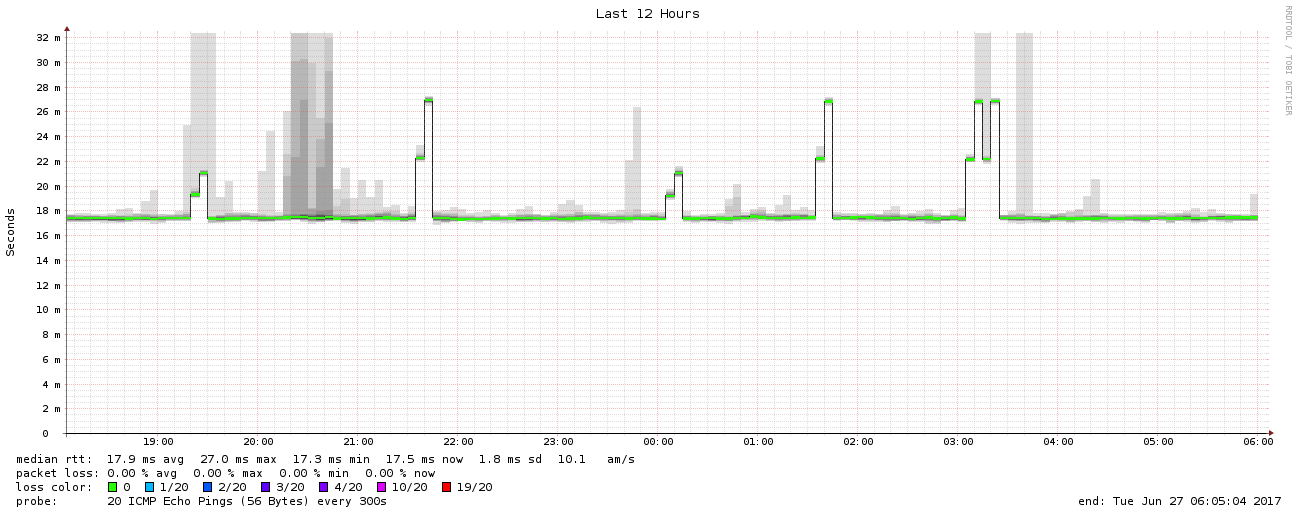 Last 12 Hours
RRDTOOL / TOBI OETIKER
Seconds
32 m
30 m
28 m
26 m
24 m
22 m
20 m
18 m
16 m
14 m
12 m
10 m
8 m
6 m
4 m
2 m
0
19:00 20:00 21:00 22:00 23:00 00:00 01:00 02:00 03:00 04:00 05:00 06:00
median rtt: 17.9 ms avg 27.0 ms max 17.3 ms min 17.5 ms now 1.8 ms sd 10.1 am/s
packet loss: 0.00 % avg 0.00 % max 0.00 % min 0.00 % now
loss color: 0 1/20 2/20 3/20 4/20 10/20 19/20
probe: 20 ICMP Echo Pings (56 Bytes) every 300s end: Tue Jun 27 06:05:04 2017